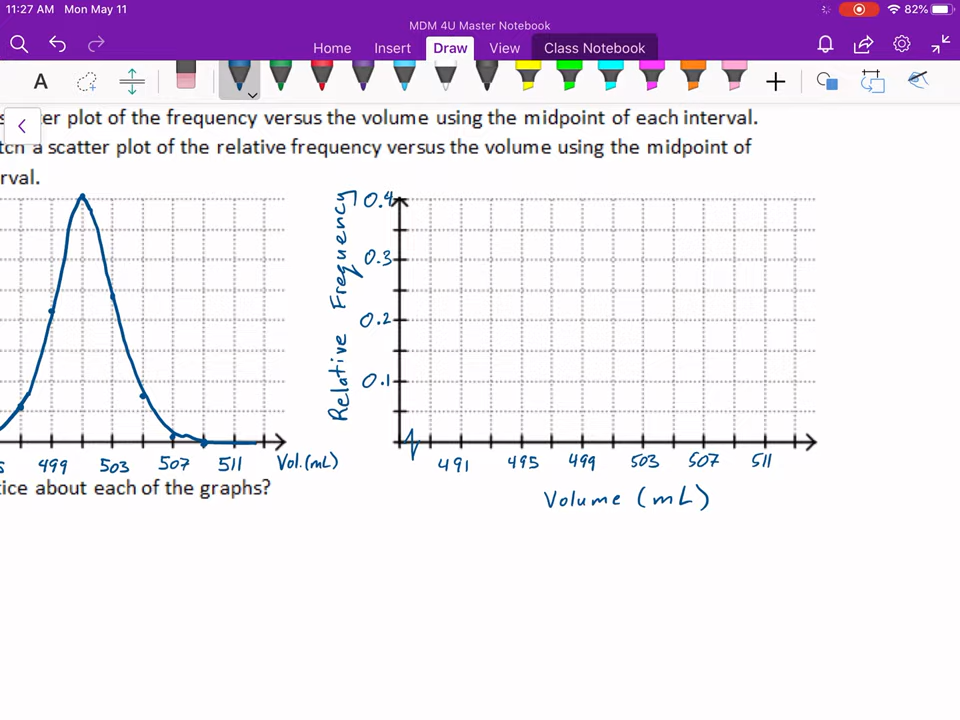 11:27 AM Mon May 11
82%
MDM 4U Master Notebook
Home Insert Draw View Class Notebook
A
ter plot of the frequency versus the volume using the midpoint of each interval.
tch a scatter plot of the relative frequency versus the volume using the midpoint of
rval.
Relative Frequency
0.4
0.3
0.2
0.1
499 503 507 511 Vol.(mL)
491 495 499 503 507 511
tice about each of the graphs?
Volume (mL)